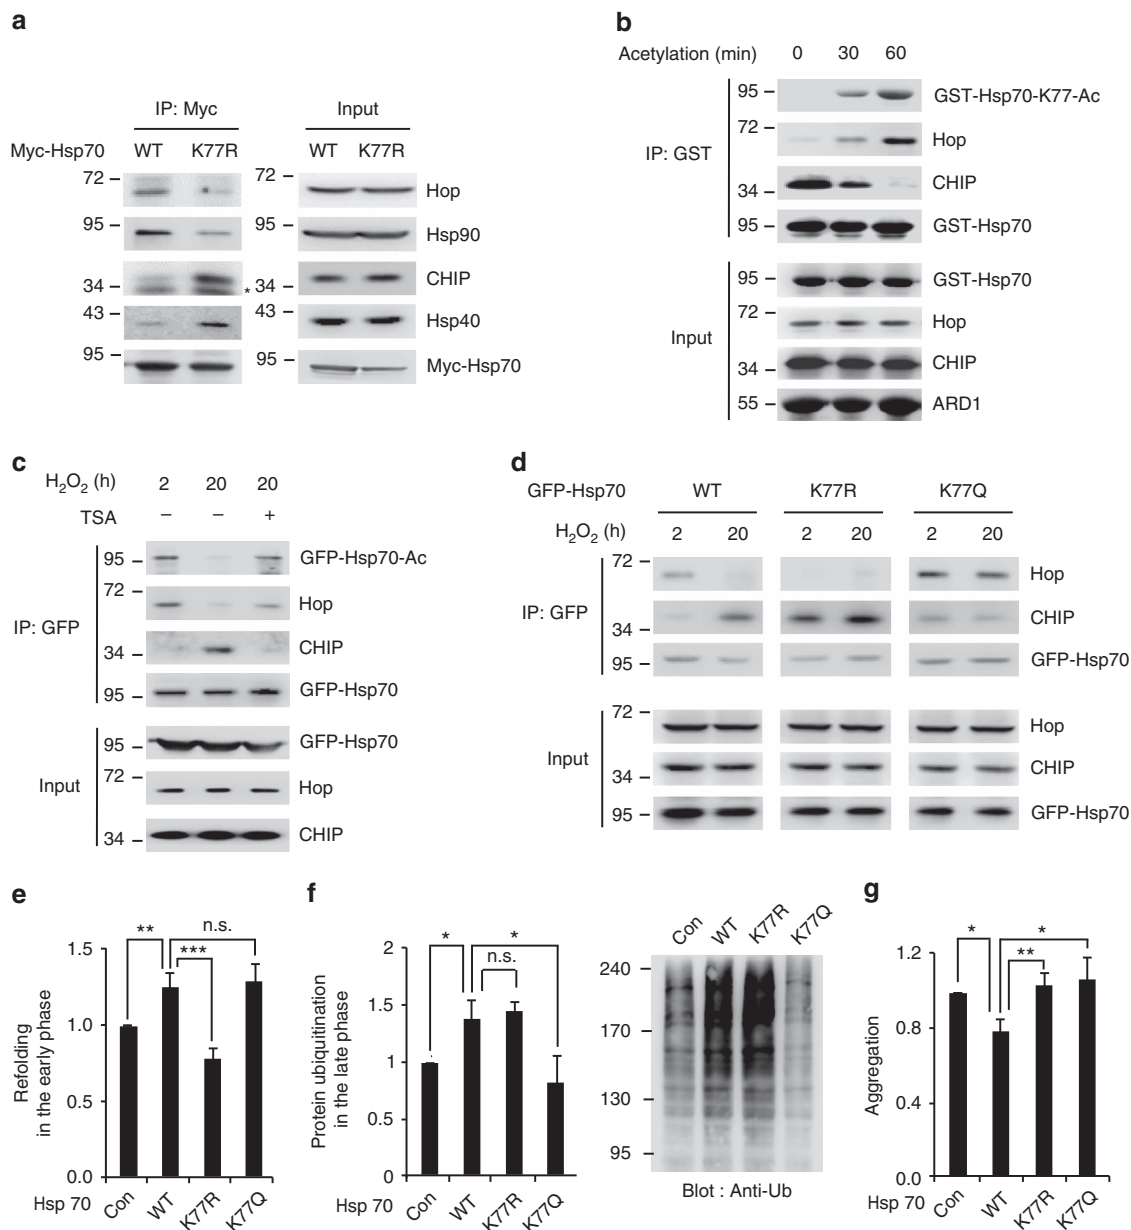 a
IP: Myc Input
Myc-Hsp70 WT K77R WT K77R
72 72 Hop
95 95 Hsp90
34 * 34 CHIP
43 43 Hsp40
95 95 Myc-Hsp70
b
Acetylation (min) 0 30 60
IP: GST
95 GST-Hsp70-K77-Ac
72 Hop
34 CHIP
95 GST-Hsp70
Input
95 GST-Hsp70
72 Hop
34 CHIP
55 ARD1
c
H2O2 (h) 2 20 20
TSA – – +
IP: GFP
95 GFP-Hsp70-Ac
72 Hop
34 CHIP
95 GFP-Hsp70
Input
95 GFP-Hsp70
72 Hop
34 CHIP
d
GFP-Hsp70 WT K77R K77Q
H2O2 (h) 2 20 2 20 2 20
IP: GFP
72 Hop
34 CHIP
95 GFP-Hsp70
Input
72 Hop
34 CHIP
95 GFP-Hsp70
e
Refolding
in the early phase
** n.s.
***
1.5
1.0
0.5
0.0
Hsp 70 Con WT K77R K77Q
f
Protein ubiquitination
in the late phase
* *
n.s.
2
1.5
1
0.5
0
Hsp 70 Con WT K77R K77Q
Con WT K77R K77Q
240
170
130
95
Blot : Anti-Ub
g
Aggregation
* *
**
1.2
0.8
0.4
0.0
Hsp 70 Con WT K77R K77Q